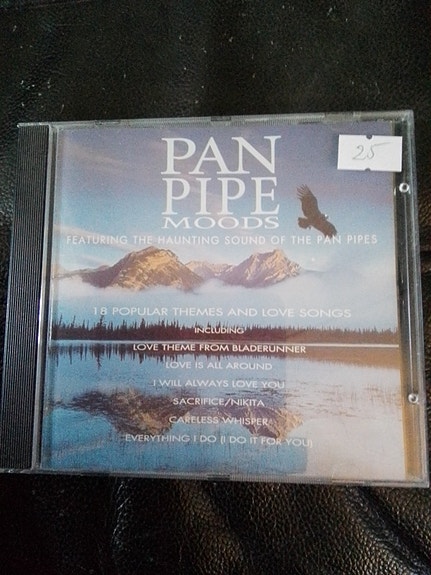 PAN
PIPE
MOODS
25
FEATURING THE HAUNTING SOUND OF THE PAN PIPES
18 POPULAR THEMES AND LOVE SONGS
INCLUDING
LOVE THEME FROM BLADERUNNER
LOVE IS ALL AROUND
I WILL ALWAYS LOVE YOU
SACRIFICE/NIKITA
CARELESS WHISPER
EVERYTHING I DO (I DO IT FOR YOU)